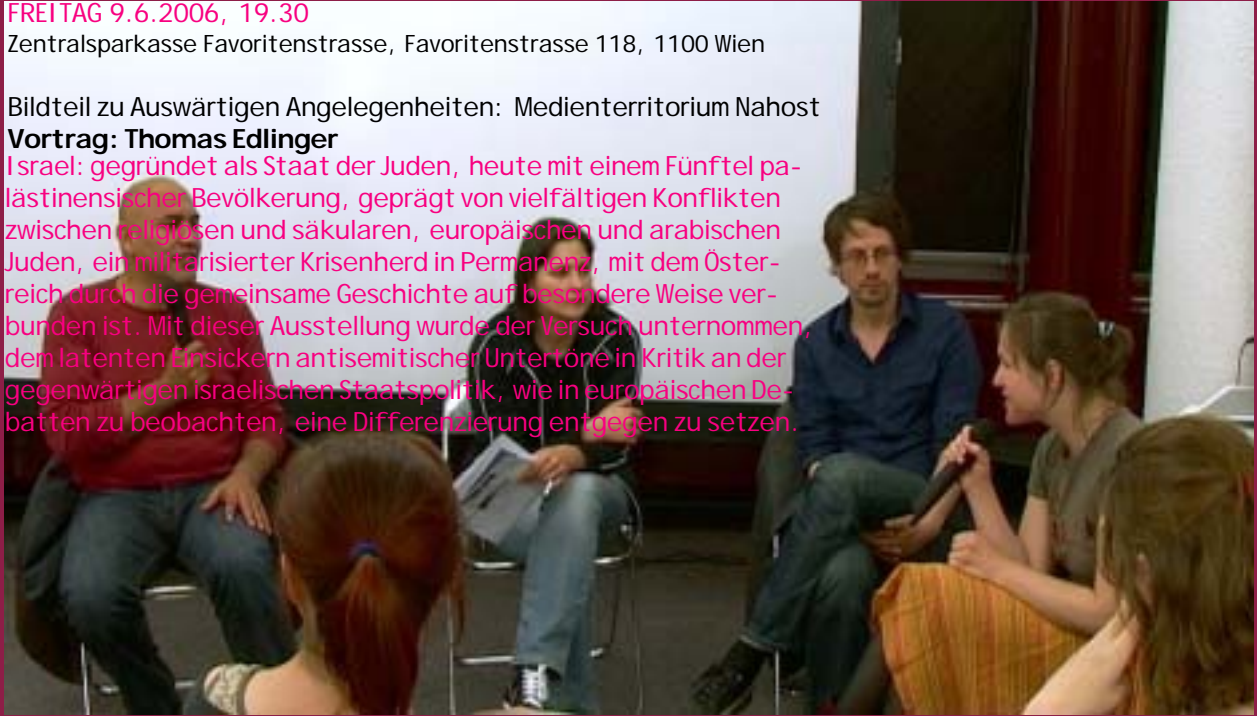 FREITAG 9.6.2006, 19.30
Zentralsparkasse Favoritenstrasse, Favoritenstrasse 118, 1100 Wien
Bildteil zu Auswärtigen Angelegenheiten: Medienterritorium Nahost
Vortrag: Thomas Edlinger
Israel: gegründet als Staat der Juden, heute mit einem Fünftel pa-
lästinensischer Bevölkerung, geprägt von vielfältigen Konflikten
zwischen religiösen und säkularen, europäischen und arabischen
Juden, ein militarisierter Krisenherd in Permanenz, mit dem Öster-
reich durch die gemeinsame Geschichte auf besondere Weise ver-
bunden ist. Mit dieser Ausstellung wurde der Versuch unternommen,
dem latenten Einsickern antisemitischer Untertöne in Kritik an der
gegenwärtigen israelischen Staatspolitik, wie in europäischen De-
batten zu beobachten, eine Differenzierung entgegen zu setzen.